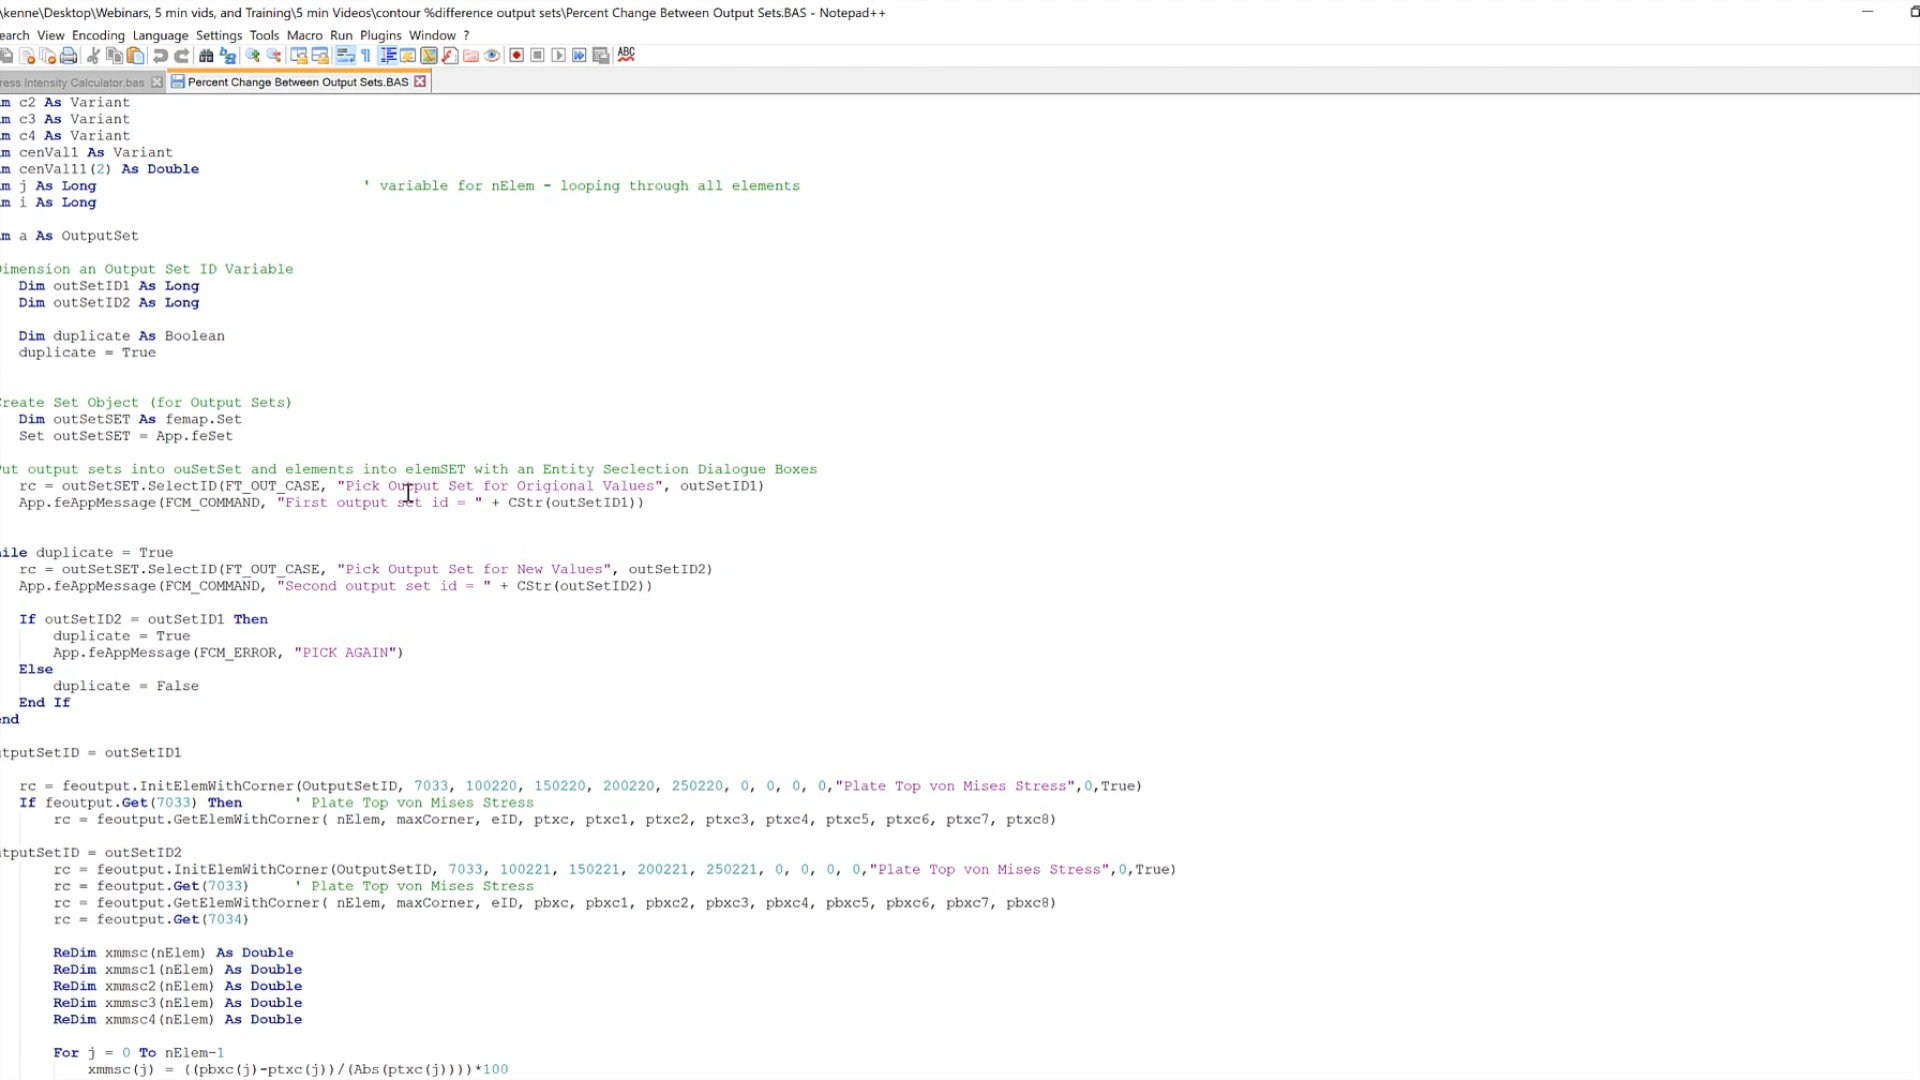 \kenne\Desktop\Webinars, 5 min vids, and Training\5 min Videos\contour %difference output sets\Percent Change Between Output Sets.BAS - Notepad++
earch View Encoding Language Settings Tools Macro Run Plugins Window ?
ABC
ress Intensity Calculator.bas Percent Change Between Output Sets.BAS
m c2 As Variant
m c3 As Variant
m c4 As Variant
m cenVal1 As Variant
m cenVal11(2) As Double
m j As Long ' variable for nElem - looping through all elements
m i As Long
m a As OutputSet
imension an Output Set ID Variable
Dim outSetID1 As Long
Dim outSetID2 As Long
Dim duplicate As Boolean
duplicate = True
reate Set Object (for Output Sets)
Dim outSetSET As femap.Set
Set outSetSET = App.feSet
ut output sets into ouSetSet and elements into elemSET with an Entity Seclection Dialogue Boxes
rc = outSetSET.SelectID(FT_OUT_CASE, "Pick Output Set for Origional Values", outSetID1)
App.feAppMessage(FCM_COMMAND, "First output set id = " + CStr(outSetID1))
ile duplicate = True
rc = outSetSET.SelectID(FT_OUT_CASE, "Pick Output Set for New Values", outSetID2)
App.feAppMessage(FCM_COMMAND, "Second output set id = " + CStr(outSetID2))
If outSetID2 = outSetID1 Then
duplicate = True
App.feAppMessage(FCM_ERROR, "PICK AGAIN")
Else
duplicate = False
End If
end
tputSetID = outSetID1
rc = feoutput.InitElemWithCorner(OutputSetID, 7033, 100220, 150220, 200220, 250220, 0, 0, 0, 0,"Plate Top von Mises Stress",0,True)
If feoutput.Get(7033) Then ' Plate Top von Mises Stress
rc = feoutput.GetElemWithCorner( nElem, maxCorner, eID, ptxc, ptxc1, ptxc2, ptxc3, ptxc4, ptxc5, ptxc6, ptxc7, ptxc8)
tputSetID = outSetID2
rc = feoutput.InitElemWithCorner(OutputSetID, 7033, 100221, 150221, 200221, 250221, 0, 0, 0, 0,"Plate Top von Mises Stress",0,True)
rc = feoutput.Get(7033) ' Plate Top von Mises Stress
rc = feoutput.GetElemWithCorner( nElem, maxCorner, eID, pbxc, pbxc1, pbxc2, pbxc3, pbxc4, pbxc5, pbxc6, pbxc7, pbxc8)
rc = feoutput.Get(7034)
ReDim xmmsc(nElem) As Double
ReDim xmmsc1(nElem) As Double
ReDim xmmsc2(nElem) As Double
ReDim xmmsc3(nElem) As Double
ReDim xmmsc4(nElem) As Double
For j = 0 To nElem-1
xmmsc(j) = ((pbxc(j)-ptxc(j))/(Abs(ptxc(j))))*100